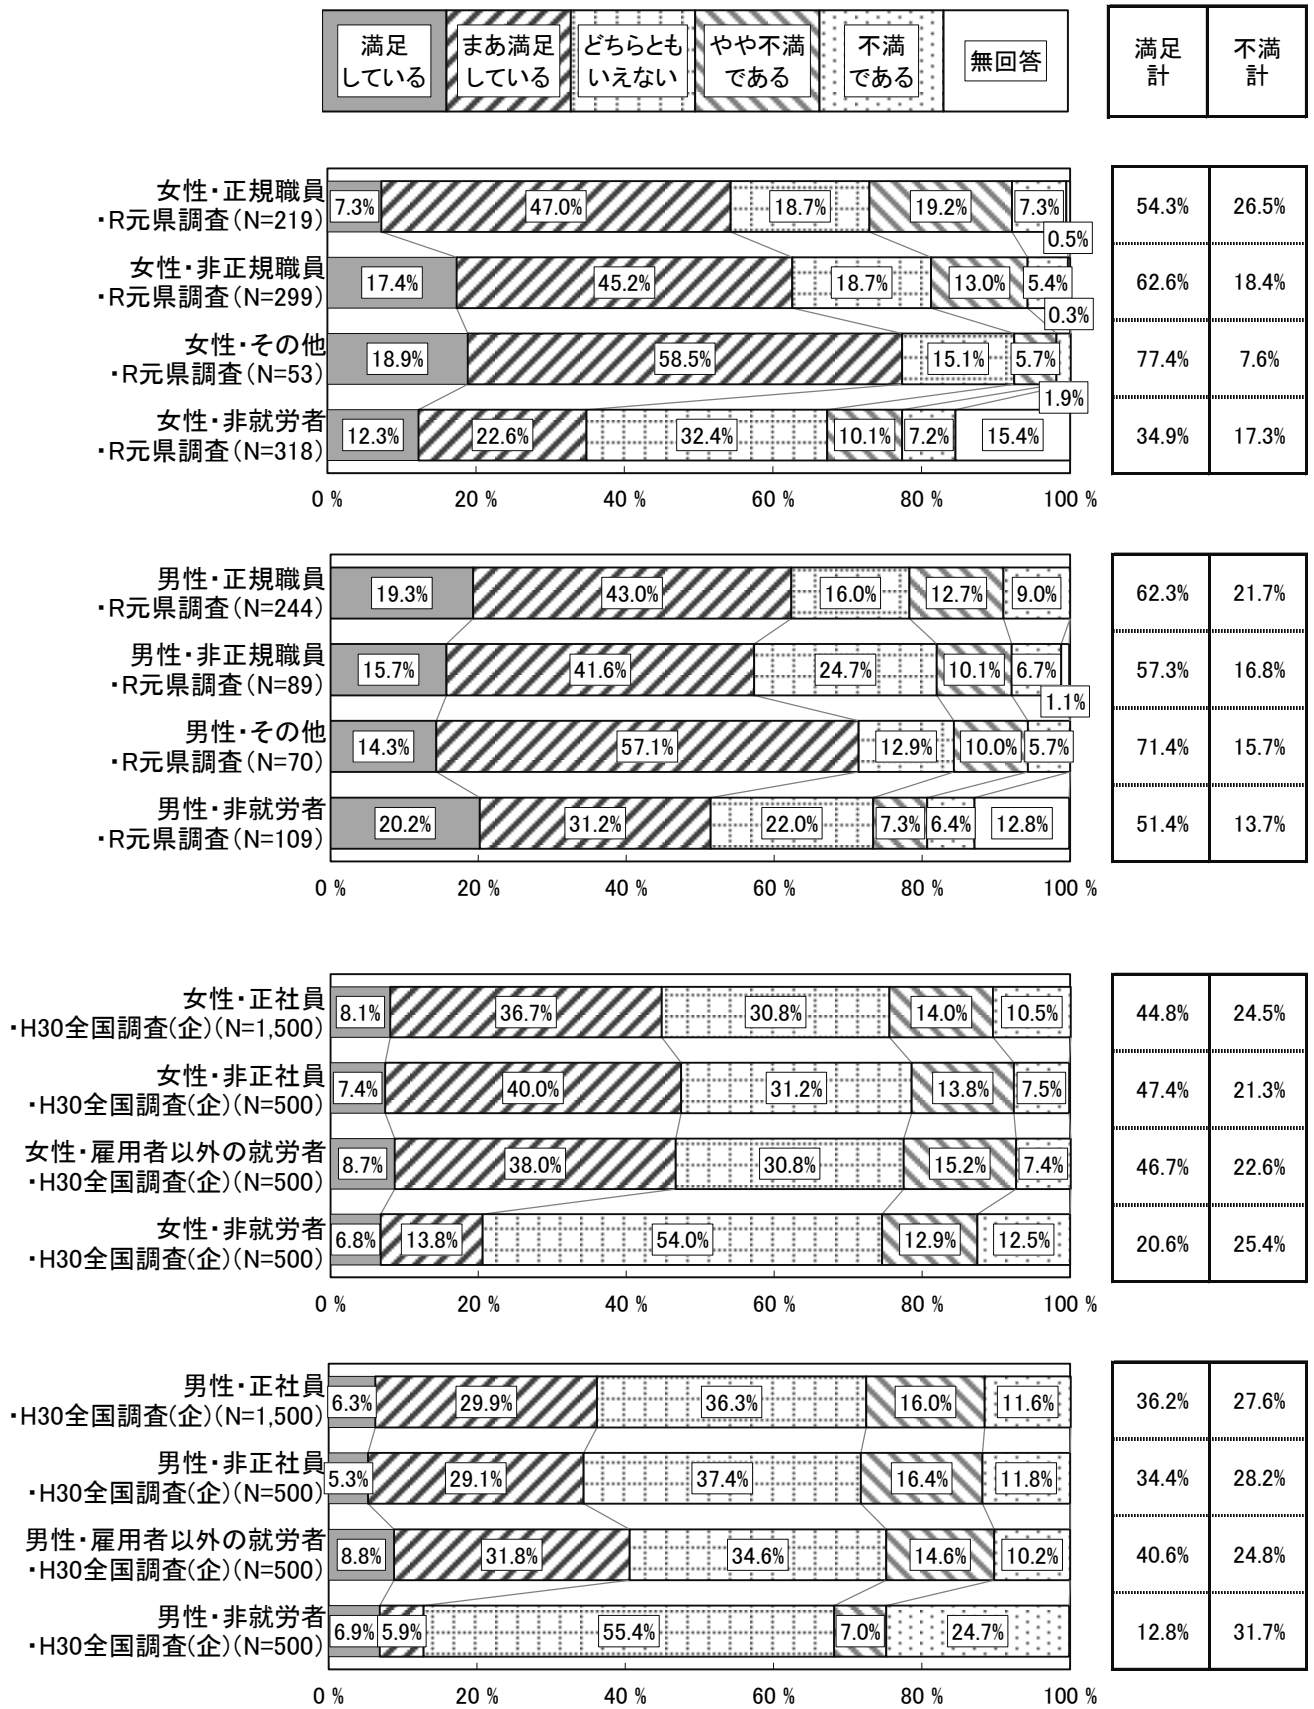 満足
している
まあ満足
している
どちらとも
いえない
やや不満
である
不満
である
無回答
満足
計
不満
計
女性・正規職員
・R元県調査(N=219)
7.3% 47.0% 18.7% 19.2% 7.3% 0.5% 54.3% 26.5%
女性・非正規職員
・R元県調査(N=299)
17.4% 45.2% 18.7% 13.0% 5.4% 0.3% 62.6% 18.4%
女性・その他
・R元県調査(N=53)
18.9% 58.5% 15.1% 5.7% 1.9% 77.4% 7.6%
女性・非就労者
・R元県調査(N=318)
12.3% 22.6% 32.4% 10.1% 7.2% 15.4% 34.9% 17.3%
0 % 20 % 40 % 60 % 80 % 100 %
男性・正規職員
・R元県調査(N=244)
19.3% 43.0% 16.0% 12.7% 9.0% 62.3% 21.7%
男性・非正規職員
・R元県調査(N=89)
15.7% 41.6% 24.7% 10.1% 6.7% 1.1% 57.3% 16.8%
男性・その他
・R元県調査(N=70)
14.3% 57.1% 12.9% 10.0% 5.7% 71.4% 15.7%
男性・非就労者
・R元県調査(N=109)
20.2% 31.2% 22.0% 7.3% 6.4% 12.8% 51.4% 13.7%
0 % 20 % 40 % 60 % 80 % 100 %
女性・正社員
・H30全国調査(企)(N=1,500)
8.1% 36.7% 30.8% 14.0% 10.5% 44.8% 24.5%
女性・非正社員
・H30全国調査(企)(N=500)
7.4% 40.0% 31.2% 13.8% 7.5% 47.4% 21.3%
女性・雇用者以外の就労者
・H30全国調査(企)(N=500)
8.7% 38.0% 30.8% 15.2% 7.4% 46.7% 22.6%
女性・非就労者
・H30全国調査(企)(N=500)
6.8% 13.8% 54.0% 12.9% 12.5% 20.6% 25.4%
0 % 20 % 40 % 60 % 80 % 100 %
男性・正社員
・H30全国調査(企)(N=1,500)
6.3% 29.9% 36.3% 16.0% 11.6% 36.2% 27.6%
男性・非正社員
・H30全国調査(企)(N=500)
5.3% 29.1% 37.4% 16.4% 11.8% 34.4% 28.2%
男性・雇用者以外の就労者
・H30全国調査(企)(N=500)
8.8% 31.8% 34.6% 14.6% 10.2% 40.6% 24.8%
男性・非就労者
・H30全国調査(企)(N=500)
6.9% 5.9% 55.4% 7.0% 24.7% 12.8% 31.7%
0 % 20 % 40 % 60 % 80 % 100 %